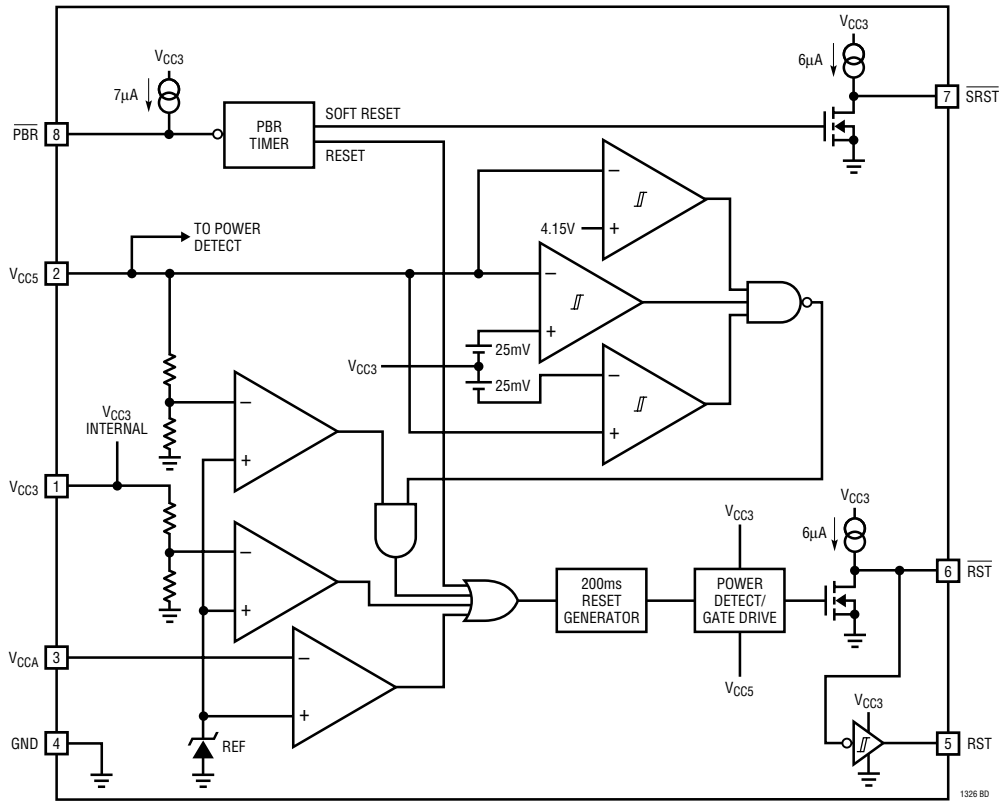 VCC3
7µA
PBR
8
PBR
TIMER
SOFT RESET
RESET
VCC3
6µA
7
SRST
TO POWER
DETECT
VCC5
2
–
4.15V
+
–
+
25mV
VCC3
25mV
–
+
VCC3
INTERNAL
–
+
VCC3
1
–
+
VCCA
3
–
+
REF
GND
4
200ms
RESET
GENERATOR
VCC3
POWER
DETECT/
GATE DRIVE
VCC5
VCC3
6µA
6
RST
VCC3
5
RST
1326 BD